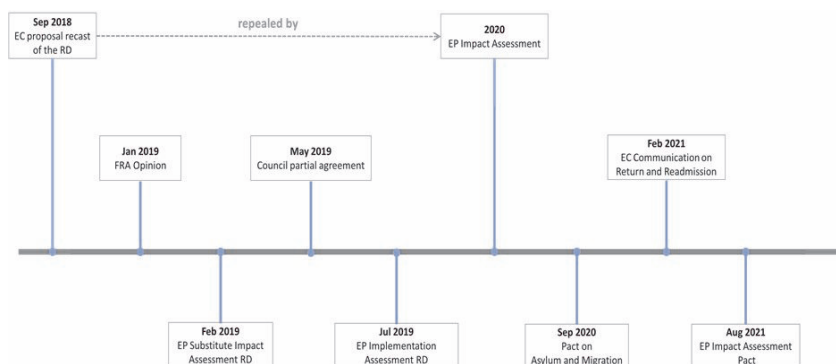 Sep 2018
EC proposal recast
of the RD
repealed by
2020
EP Impact Assessment
Jan 2019
FRA Opinion
May 2019
Council partial agreement
Feb 2021
EC Communication on
Return and Readmission
Feb 2019
EP Substitute Impact
Assessment RD
Jul 2019
EP Implementation
Assessment RD
Sep 2020
Pact on
Asylum and Migration
Aug 2021
EP Impact Assessment
Pact